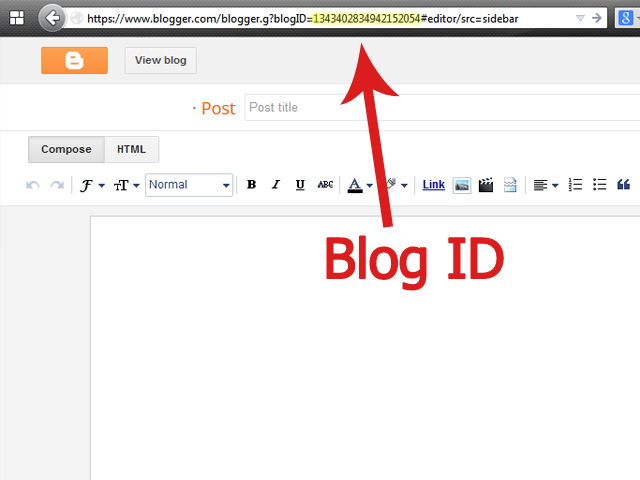 https://www.blogger.com/blogger.g?blogID=1343402834942152054#editor/src=sidebar
View blog
· Post Post title
Compose HTML
Normal B I U ABC A Link
Blog ID